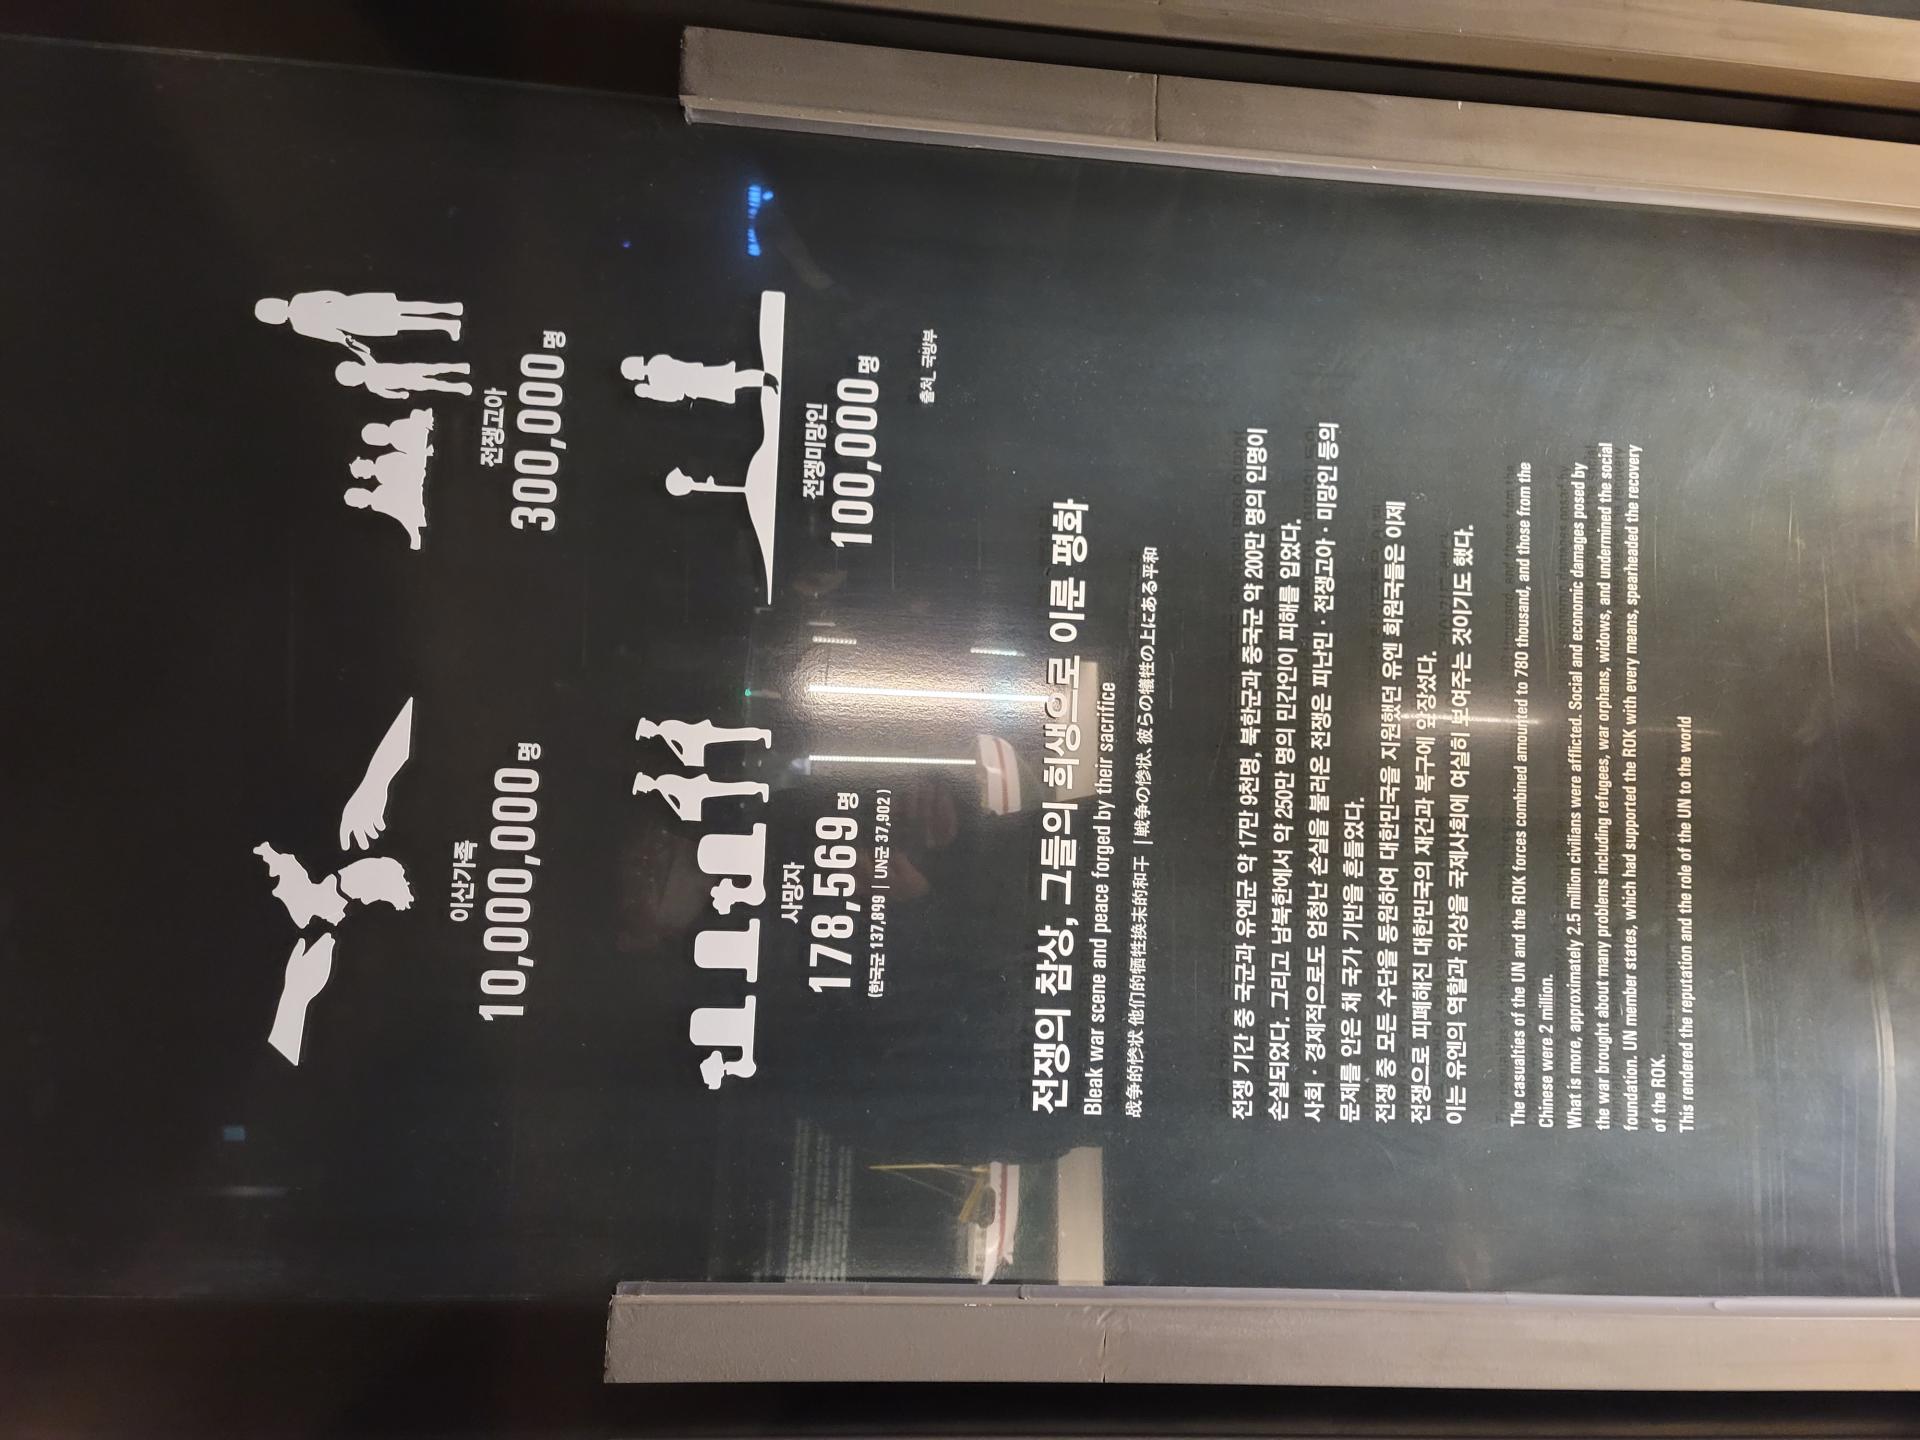 이산가족
10,000,000명
전쟁고아
300,000명
사망자
178,569명
(한국군 137,899 | UN군 37,902)
전쟁미망인
100,000명
출처_ 국방부
전쟁의 참상, 그들의 희생으로 이룬 평화
Bleak war scene and peace forged by their sacrifice
战争的惨状 他们的牺牲换未的和干 | 戦争の惨状、彼らの犠牲の上にある平和
전쟁 기간 중 국군과 유엔군 약 17만 9천명, 북한군과 중국군 약 200만 명의 인명이
손실되었다. 그리고 남북한에서 약 250만 명의 민간인이 피해를 입었다.
사회·경제적으로도 엄청난 손실을 불러온 전쟁은 피난민·전쟁고아·미망인 등의
문제를 안은 채 국가 기반을 흔들었다.
전쟁 중 모든 수단을 동원하여 대한민국을 지원했던 유엔 회원국들은 이제
전쟁으로 피폐해진 대한민국의 재건과 복구에 앞장섰다.
이는 유엔의 역할과 위상을 국제사회에 여실히 보여주는 것이기도 했다.
The casualties of the UN and the ROK forces combined amounted to 780 thousand, and those from the
Chinese were 2 million.
What is more, approximately 2.5 million civilians were afflicted. Social and economic damages posed by
the war brought about many problems including refugees, war orphans, widows, and undermined the social
foundation. UN member states, which had supported the ROK with every means, spearheaded the recovery
of the ROK.
This rendered the reputation and the role of the UN to the world